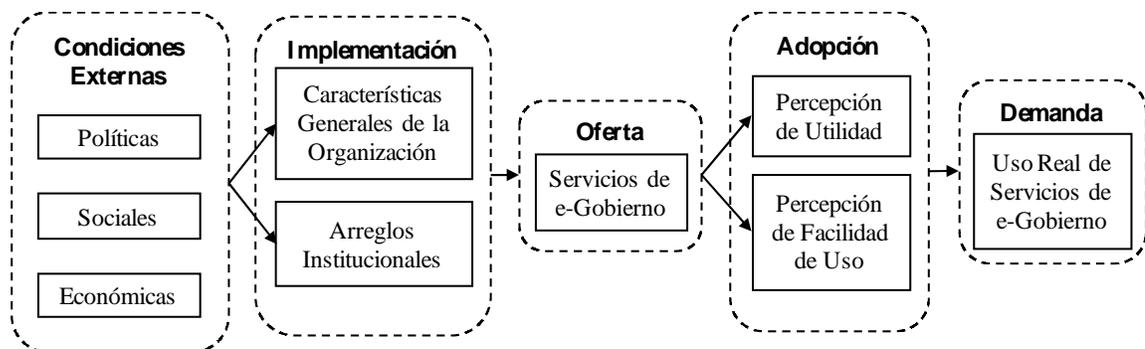 Condiciones
Externas
Políticas
Sociales
Económicas
Implementación
Características
Generales de la
Organización
Arreglos
Institucionales
Oferta
Servicios de
e-Gobierno
Adopción
Percepción
de Utilidad
Percepción
de Facilidad
de Uso
Demanda
Uso Real de
Servicios de
e-Gobierno